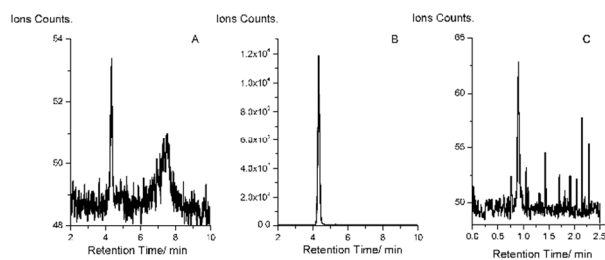 Ions Counts. Ions Counts. Ions Counts.
A B C
54
53
51
50
49
48
2 4 6 8 10
Retention Time/ min
1.2x10⁴
1.0x10⁴
8.0x10³
6.0x10³
4.0x10³
2.0x10³
0.0
2 4 6 8 10
Retention Time/ min
65
60
55
50
0.0 0.5 1.0 1.5 2.0 2.5
Retention Time/ min